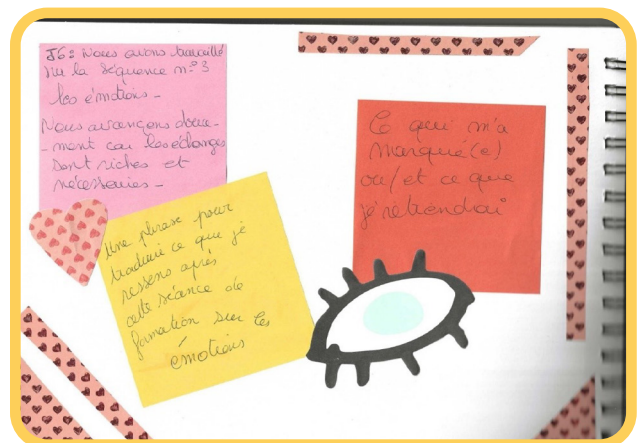 J6: Nous avons travaillé
sur la séquence n°3
les émotions -
Nous avançons douce-
-ment car les échanges
sont riches et
nécessaires -
Une phrase pour
traduire ce que je
ressens après
cette séance de
formation sur les
émotions
Ce qui m'a
marqué(e)
ou/et ce que
je retiendrai